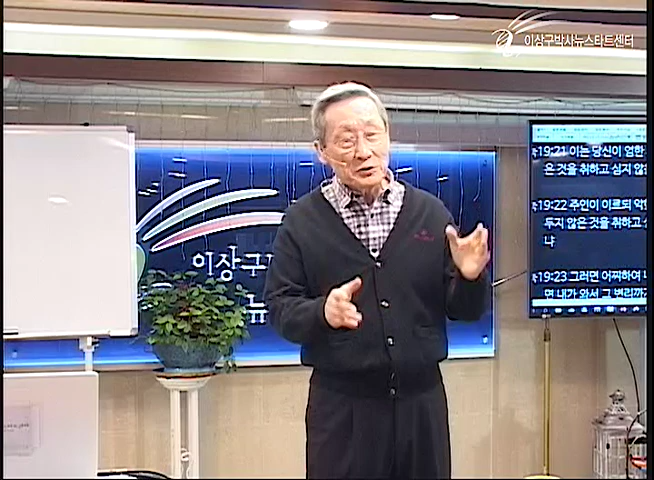 이상구박사뉴스타트센터
19:21 이는 당신이 엄한
은 것을 취하고 심지 않
19:22 주인이 이르되 악한
두지 않은 것을 취하고
냐
19:23 그러면 어찌하여
면 내가 와서 그 변리까지
이상구
뉴